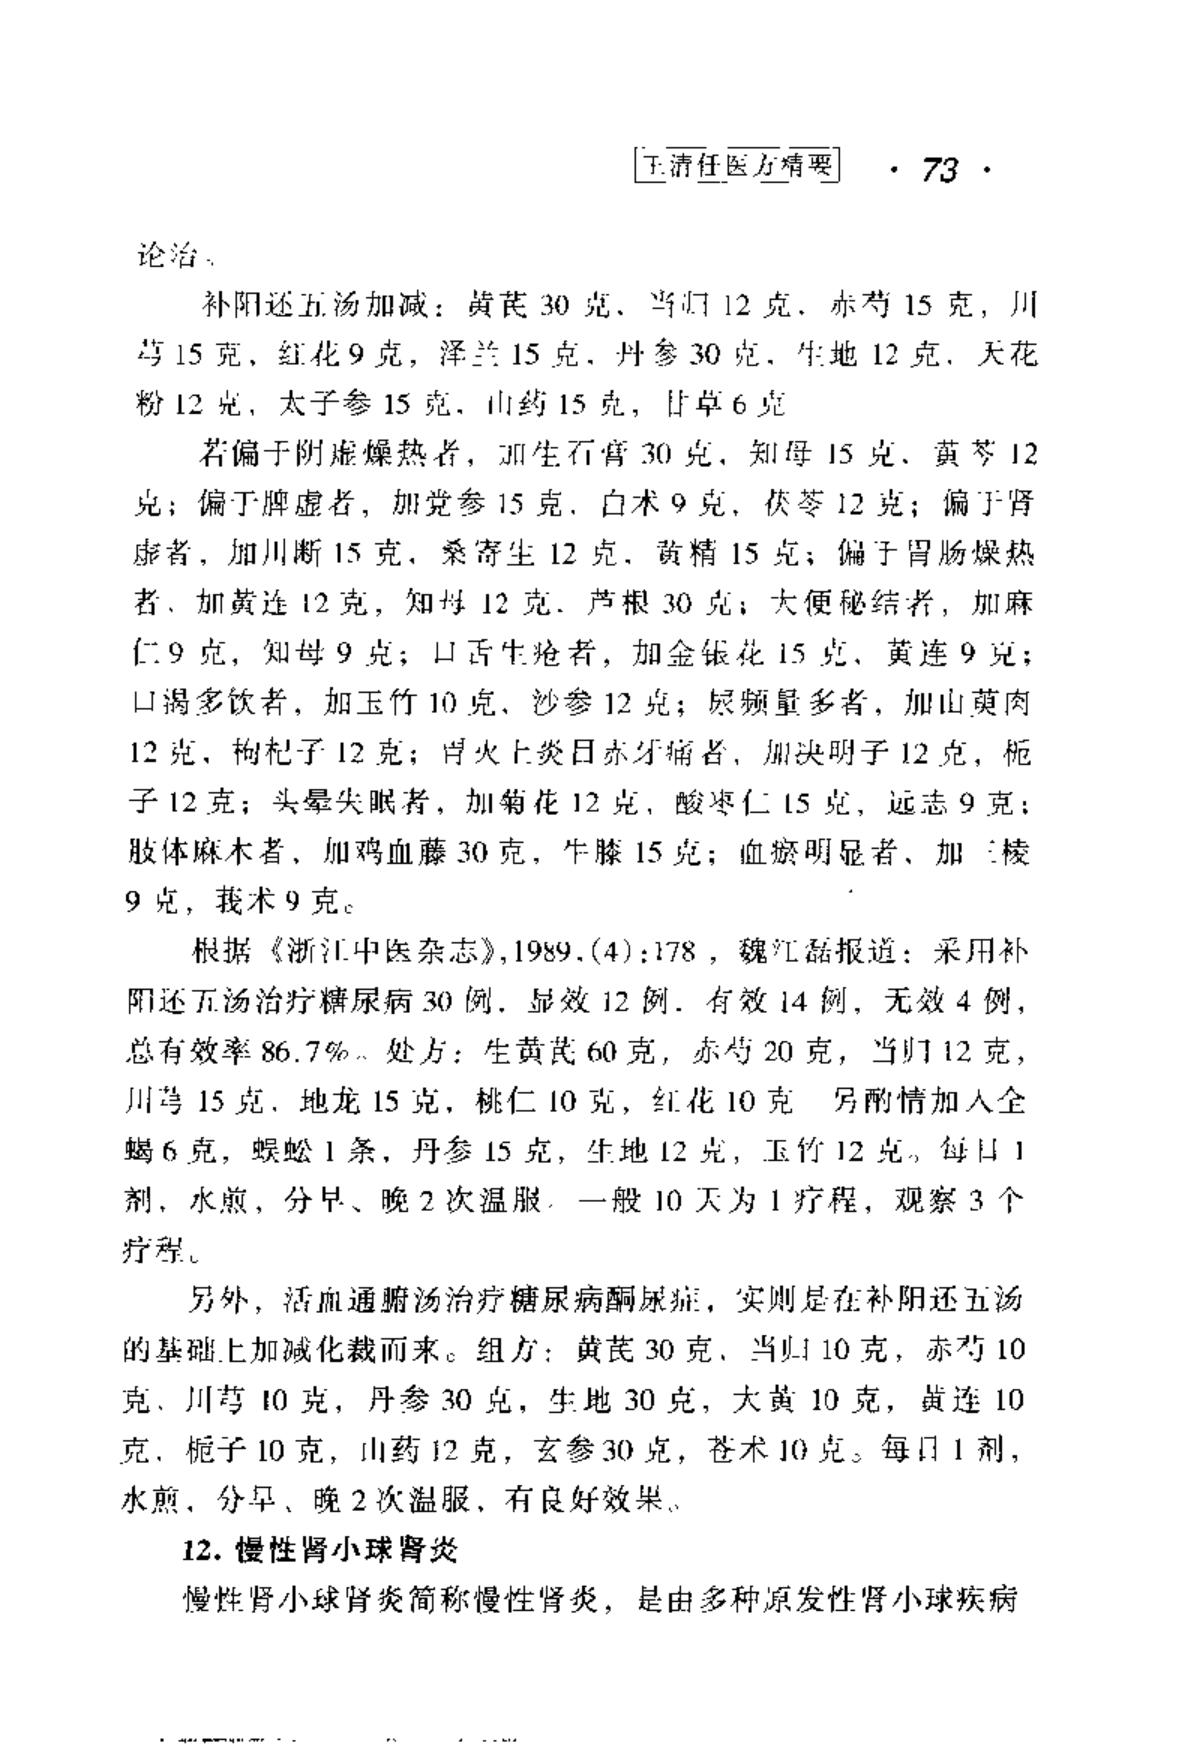 王清任医方精要 · 73 ·
论治。
补阳还五汤加减：黄芪 30 克、当归 12 克、赤芍 15 克，川
芎 15 克，红花 9 克，泽兰 15 克，丹参 30 克，生地 12 克，天花
粉 12 克，太子参 15 克，山药 15 克，甘草 6 克
若偏于阴虚燥热者，加生石膏 30 克，知母 15 克、黄芩 12
克；偏于脾虚者，加党参 15 克，白术 9 克，茯苓 12 克；偏于肾
虚者，加川断 15 克，桑寄生 12 克，黄精 15 克；偏于胃肠燥热
者，加黄连 12 克，知母 12 克，芦根 30 克；大便秘结者，加麻
仁 9 克，知母 9 克；口舌生疮者，加金银花 15 克、黄连 9 克；
口渴多饮者，加玉竹 10 克，沙参 12 克；尿频量多者，加山萸肉
12 克，枸杞子 12 克；胃火上炎目赤牙痛者，加决明子 12 克，栀
子 12 克；头晕失眠者，加菊花 12 克，酸枣仁 15 克，远志 9 克；
肢体麻木者，加鸡血藤 30 克，牛膝 15 克；血瘀明显者、加三棱
9 克，莪术 9 克。
根据《浙江中医杂志》,1989,(4):178，魏江磊报道：采用补
阳还五汤治疗糖尿病 30 例，显效 12 例，有效 14 例，无效 4 例，
总有效率 86.7%。处方：生黄芪 60 克，赤芍 20 克，当归 12 克，
川芎 15 克，地龙 15 克，桃仁 10 克，红花 10 克 另酌情加入全
蝎 6 克，蜈蚣 1 条，丹参 15 克，生地 12 克，玉竹 12 克。每日 1
剂，水煎，分早、晚 2 次温服。一般 10 天为 1 疗程，观察 3 个
疗程。
另外，活血通腑汤治疗糖尿病酮尿症，实则是在补阳还五汤
的基础上加减化裁而来。组方：黄芪 30 克、当归 10 克，赤芍 10
克、川芎 10 克，丹参 30 克，生地 30 克，大黄 10 克，黄连 10
克，栀子 10 克，山药 12 克，玄参 30 克，苍术 10 克。每日 1 剂，
水煎，分早、晚 2 次温服，有良好效果。
12. 慢性肾小球肾炎
慢性肾小球肾炎简称慢性肾炎，是由多种原发性肾小球疾病